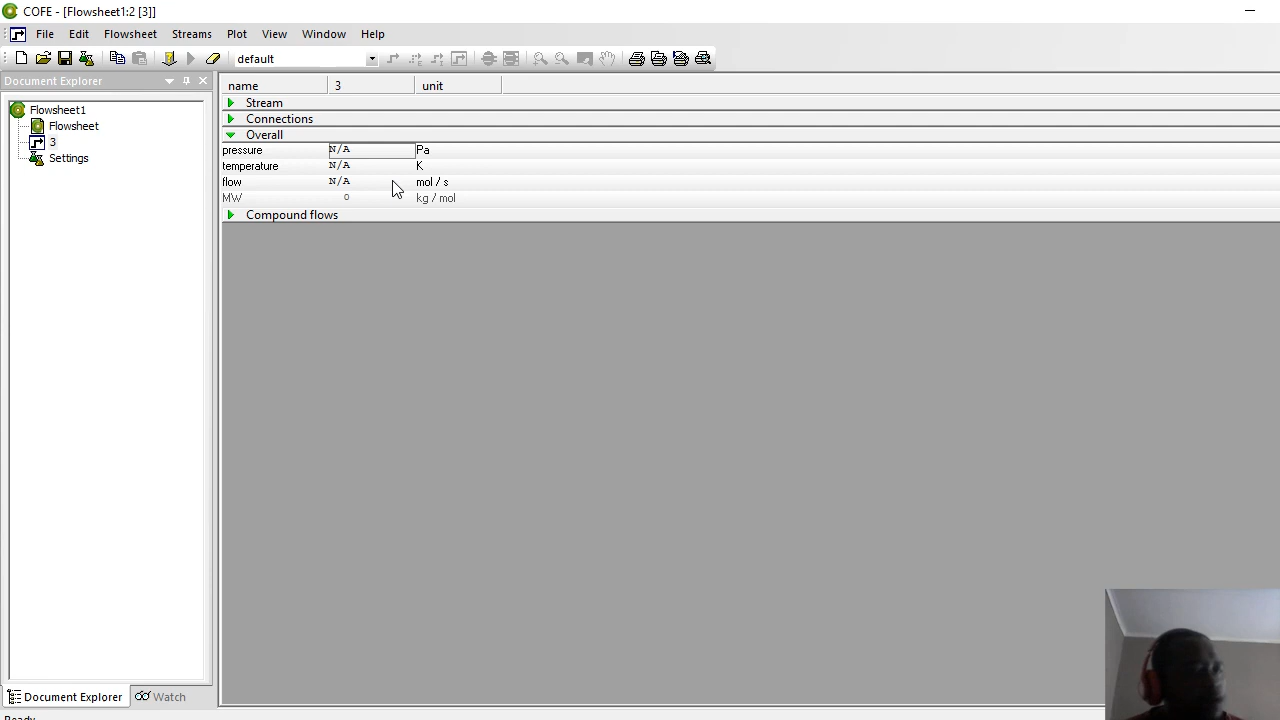 COFE - [Flowsheet1:2 [3]]
File Edit Flowsheet Streams Plot View Window Help
default
Document Explorer
Flowsheet1
Flowsheet
3
Settings
name 3 unit
Stream
Connections
Overall
pressure N/A Pa
temperature N/A K
flow N/A mol / s
MW 0 kg / mol
Compound flows
Document Explorer Watch
Ready